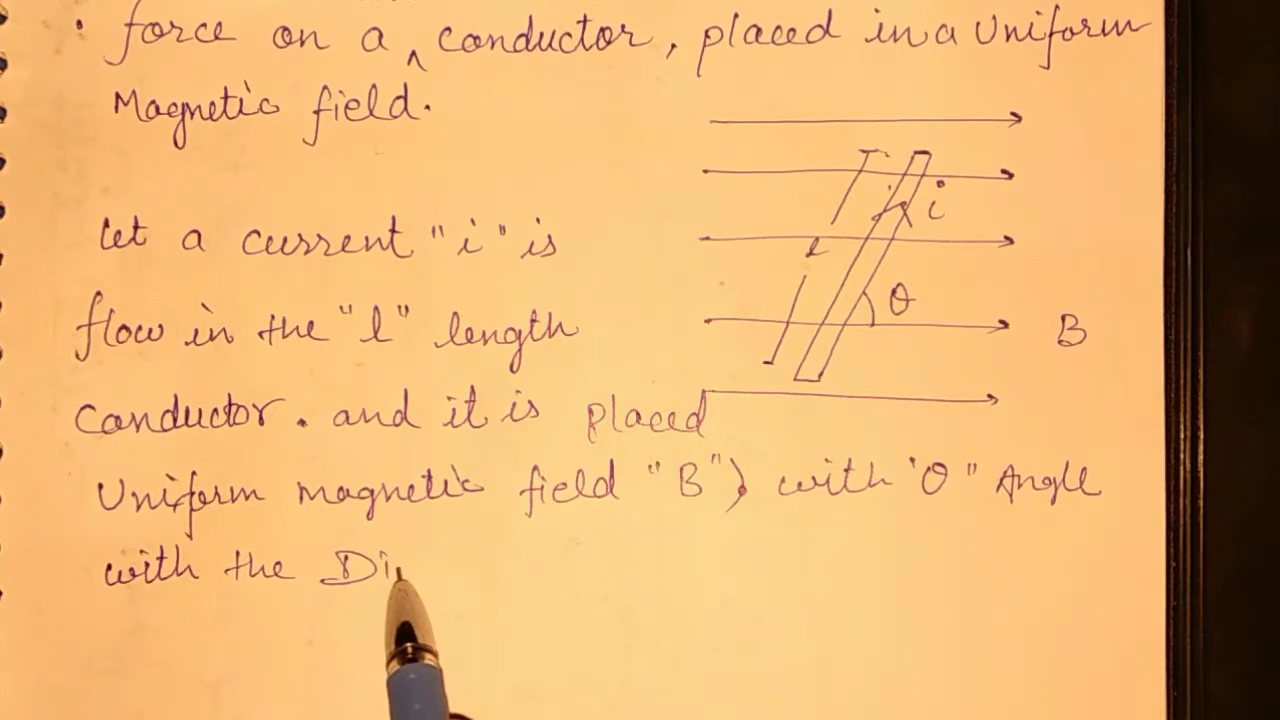 • force on a ^ conductor, placed in a Uniform
Magnetic field.
let a current "i" is
flow in the "l" length
Conductor. and it is placed
Uniform magnetic field "B") with 'θ" Angle
with the Di
i
l
θ
B